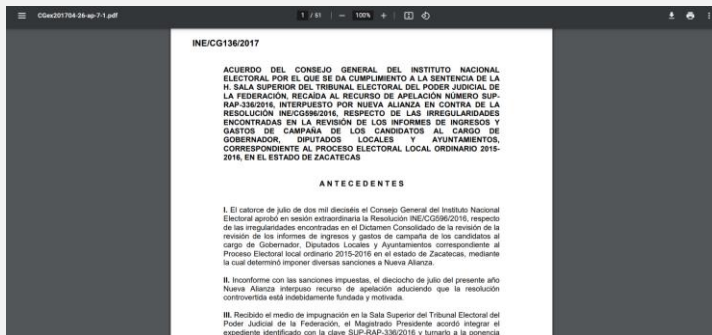 CGex201704-26-ap-7-1.pdf
1 / 61
100%
INE/CG136/2017
ACUERDO DEL CONSEJO GENERAL DEL INSTITUTO NACIONAL
ELECTORAL POR EL QUE SE DA CUMPLIMIENTO A LA SENTENCIA DE LA
H. SALA SUPERIOR DEL TRIBUNAL ELECTORAL DEL PODER JUDICIAL DE
LA FEDERACIÓN, RECAÍDA AL RECURSO DE APELACIÓN NÚMERO SUP-
RAP-336/2016, INTERPUESTO POR NUEVA ALIANZA EN CONTRA DE LA
RESOLUCIÓN INE/CG596/2016, RESPECTO DE LAS IRREGULARIDADES
ENCONTRADAS EN LA REVISIÓN DE LOS INFORMES DE INGRESOS Y
GASTOS DE CAMPAÑA DE LOS CANDIDATOS AL CARGO DE
GOBERNADOR, DIPUTADOS LOCALES Y AYUNTAMIENTOS,
CORRESPONDIENTE AL PROCESO ELECTORAL LOCAL ORDINARIO 2015-
2016, EN EL ESTADO DE ZACATECAS
ANTECEDENTES
I. El catorce de julio de dos mil dieciséis el Consejo General del Instituto Nacional
Electoral aprobó en sesión extraordinaria la Resolución INE/CG596/2016, respecto
de las irregularidades encontradas en el Dictamen Consolidado de la revisión de la
revisión de los informes de ingresos y gastos de campaña de los candidatos al
cargo de Gobernador, Diputados Locales y Ayuntamientos correspondiente al
Proceso Electoral local ordinario 2015-2016 en el estado de Zacatecas, mediante
la cual determinó imponer diversas sanciones a Nueva Alianza.
II. Inconforme con las sanciones impuestas, el dieciocho de julio del presente año
Nueva Alianza interpuso recurso de apelación aduciendo que la resolución
controvertida está indebidamente fundada y motivada.
III. Recibido el medio de impugnación en la Sala Superior del Tribunal Electoral del
Poder Judicial de la Federación, el Magistrado Presidente acordó integrar el
expediente identificado con la clave SUP-RAP-336/2016 y turnarlo a la ponencia